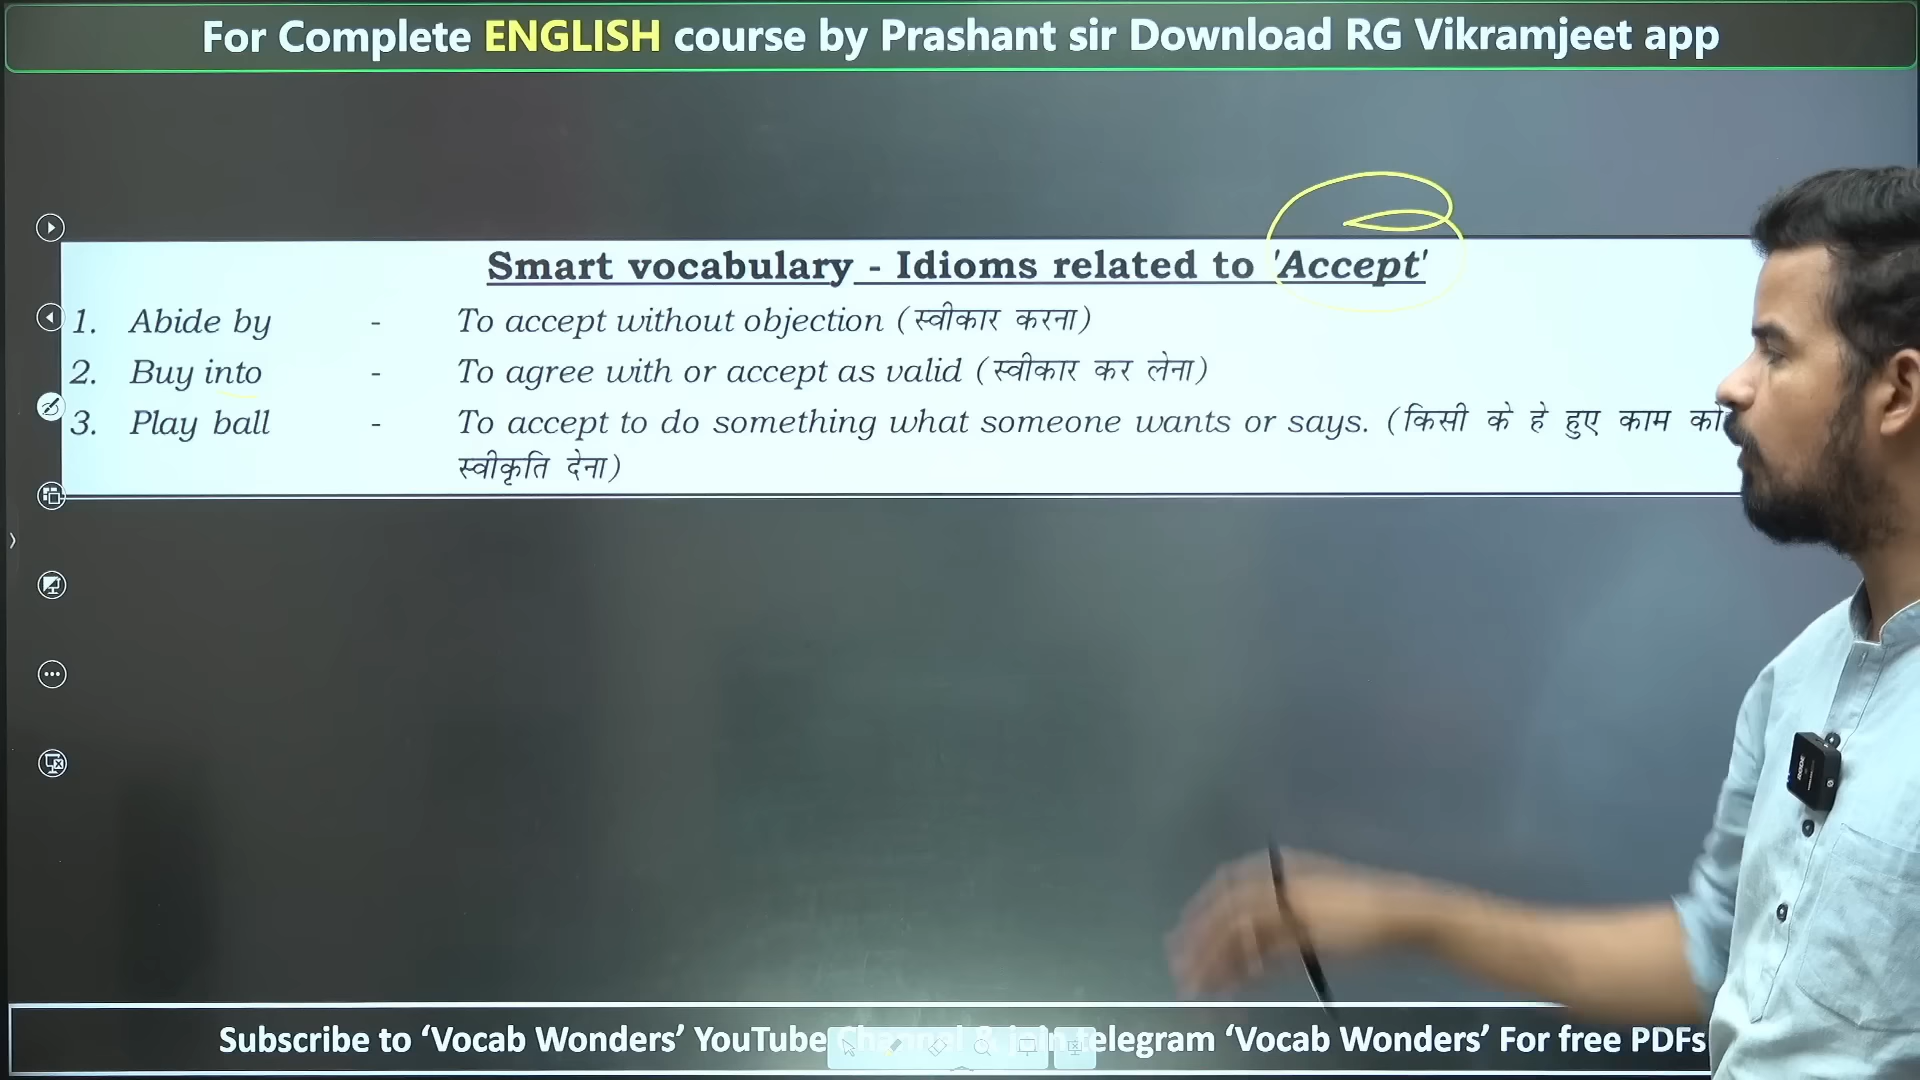 For Complete ENGLISH course by Prashant sir Download RG Vikramjeet app
Smart vocabulary - Idioms related to 'Accept'
1. Abide by - To accept without objection (स्वीकार करना)
2. Buy into - To agree with or accept as valid (स्वीकार कर लेना)
3. Play ball - To accept to do something what someone wants or says. (किसी के हे हुए काम को
स्वीकृति देना)
RODE
Subscribe to ‘Vocab Wonders’ YouTube Channel & join telegram ‘Vocab Wonders’ For free PDFs